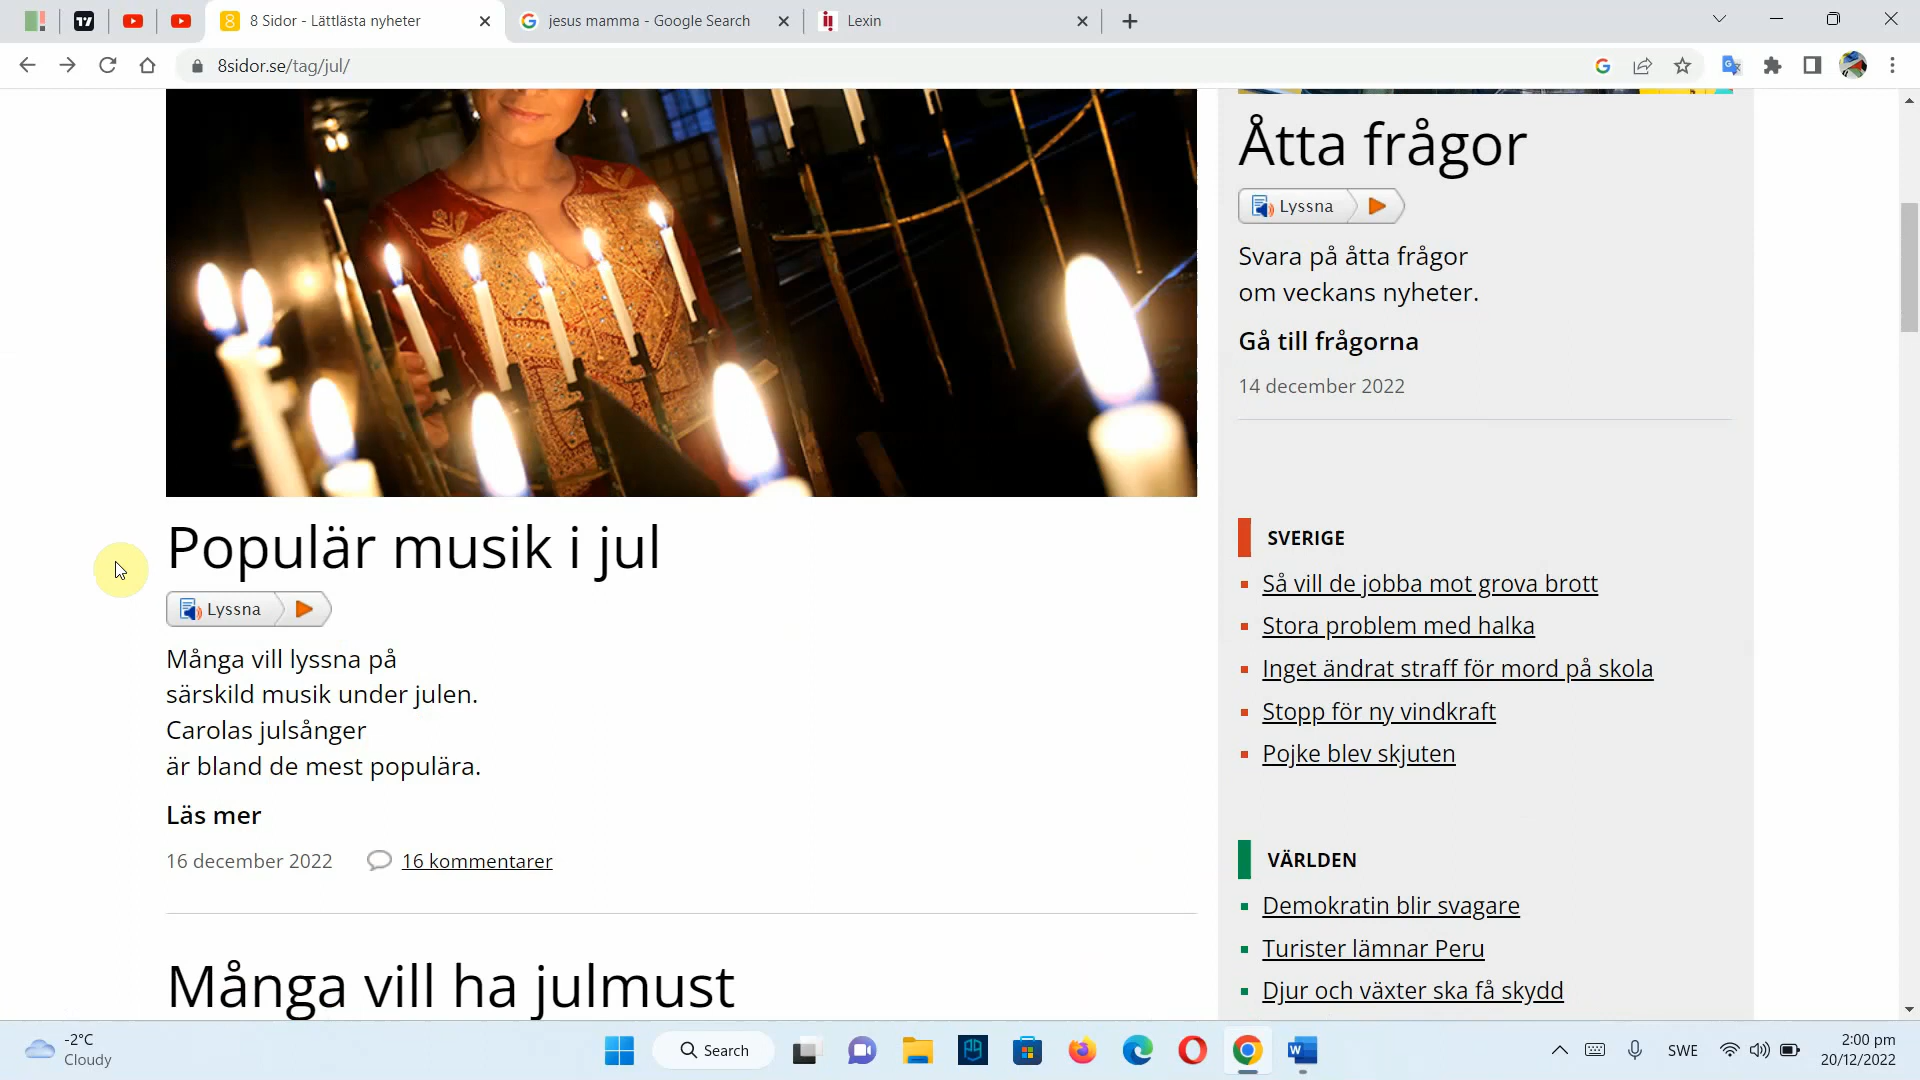 8 Sidor - Lättlästa nyheter
jesus mamma - Google Search
Lexin
8sidor.se/tag/jul/
Populär musik i jul
Lyssna
Många vill lyssna på
särskild musik under julen.
Carolas julsånger
är bland de mest populära.
Läs mer
16 december 2022
16 kommentarer
Många vill ha julmust
Åtta frågor
Lyssna
Svara på åtta frågor
om veckans nyheter.
Gå till frågorna
14 december 2022
SVERIGE
Så vill de jobba mot grova brott
Stora problem med halka
Inget ändrat straff för mord på skola
Stopp för ny vindkraft
Pojke blev skjuten
VÄRLDEN
Demokratin blir svagare
Turister lämnar Peru
Djur och växter ska få skydd
-2°C
Cloudy
Search
SWE
2:00 pm
20/12/2022